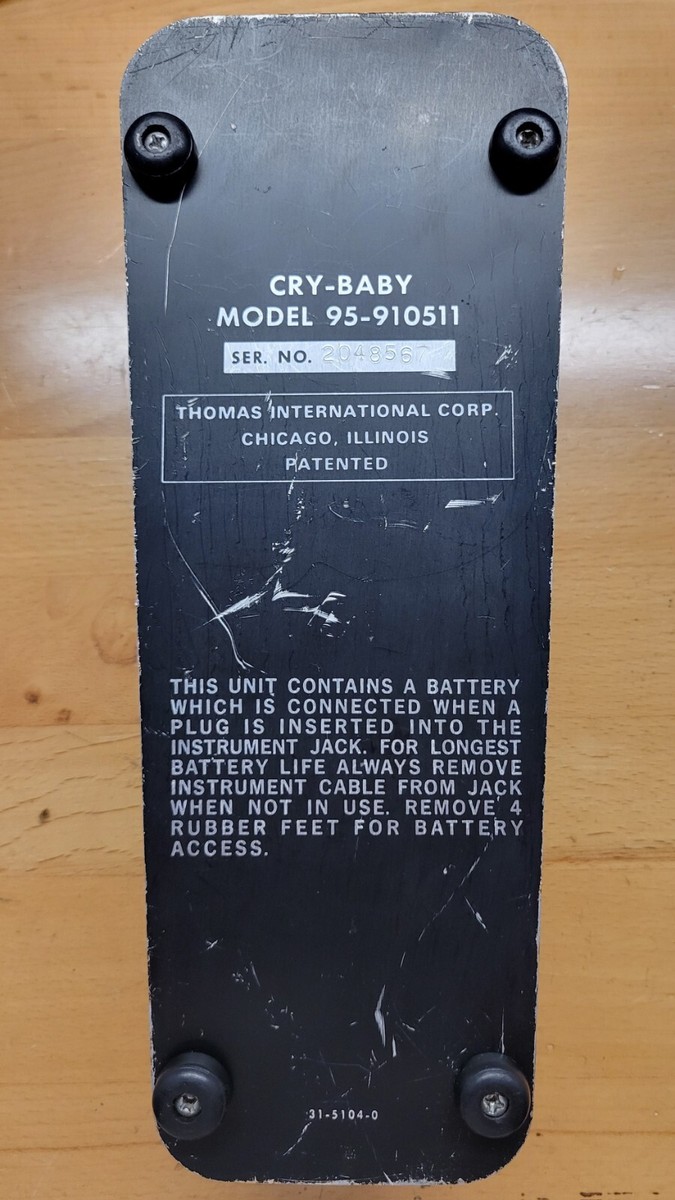 CRY-BABY
MODEL 95-910511
SER. NO.
THOMAS INTERNATIONAL CORP.
CHICAGO, ILLINOIS
PATENTED
THIS UNIT CONTAINS A BATTERY
WHICH IS CONNECTED WHEN A
PLUG IS INSERTED INTO THE
INSTRUMENT JACK. FOR LONGEST
BATTERY LIFE ALWAYS REMOVE
INSTRUMENT CABLE FROM JACK
WHEN NOT IN USE. REMOVE 4
RUBBER FEET FOR BATTERY
ACCESS.
31-5104-0